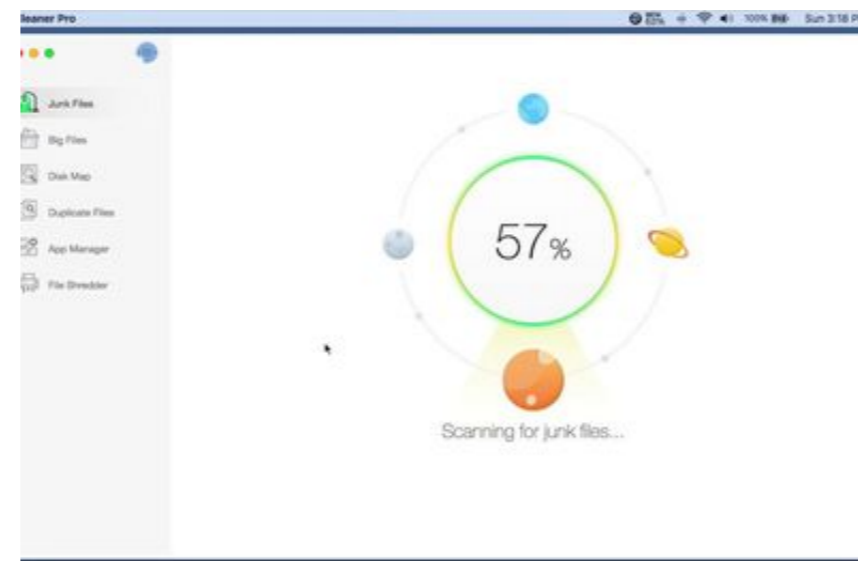 leaner Pro
100%
Sun 3:18 P
Junk Files
Big Files
Disk Map
Duplicate Files
App Manager
File Shredder
57%
Scanning for junk files...